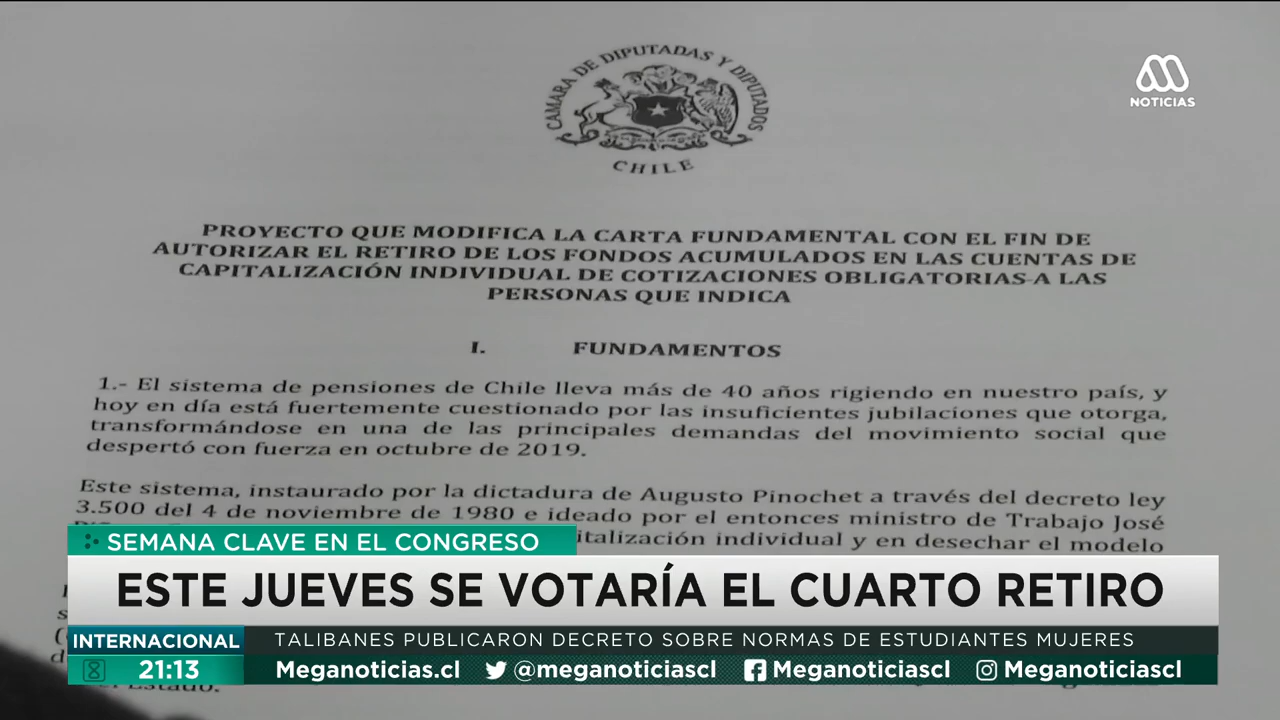 CAMARA DE DIPUTADAS Y DIPUTADOS
CHILE
NOTICIAS
PROYECTO QUE MODIFICA LA CARTA FUNDAMENTAL CON EL FIN DE
AUTORIZAR EL RETIRO DE LOS FONDOS ACUMULADOS EN LAS CUENTAS DE
CAPITALIZACIÓN INDIVIDUAL DE COTIZACIONES OBLIGATORIAS A LAS
PERSONAS QUE INDICA
I. FUNDAMENTOS
1.- El sistema de pensiones de Chile lleva más de 40 años rigiendo en nuestro país, y
hoy en día está fuertemente cuestionado por las insuficientes jubilaciones que otorga,
transformándose en una de las principales demandas del movimiento social que
despertó con fuerza en octubre de 2019.
Este sistema, instaurado por la dictadura de Augusto Pinochet a través del decreto ley
3.500 del 4 de noviembre de 1980 e ideado por el entonces ministro de Trabajo José
individual y en desechar el modelo
SEMANA CLAVE EN EL CONGRESO
ESTE JUEVES SE VOTARÍA EL CUARTO RETIRO
INTERNACIONAL TALIBANES PUBLICARON DECRETO SOBRE NORMAS DE ESTUDIANTES MUJERES
21:13 Meganoticias.cl @meganoticiascl Meganoticiascl Meganoticiascl